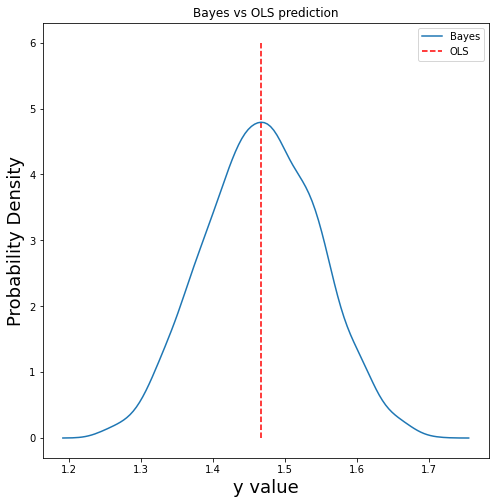 Bayes vs OLS prediction
Bayes
OLS
Probability Density
6
5
4
3
2
1
0
1.2 1.3 1.4 1.5 1.6 1.7
y value